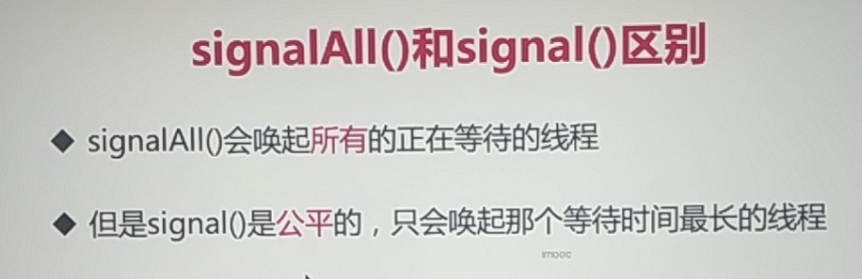 signalAll()和signal()区别
◆ signalAll()会唤起所有的正在等待的线程
◆ 但是signal()是公平的，只会唤起那个等待时间最长的线程
imooc